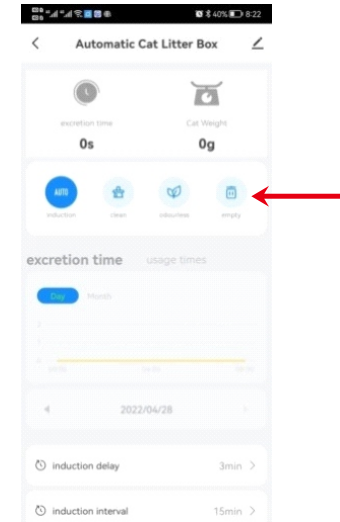 40% 8:22
Automatic Cat Litter Box
excretion time Cat Weight
0s 0g
AUTO
induction clean odourless empty
excretion time usage times
Day Month
2022/04/28
induction delay 3min
induction interval 15min